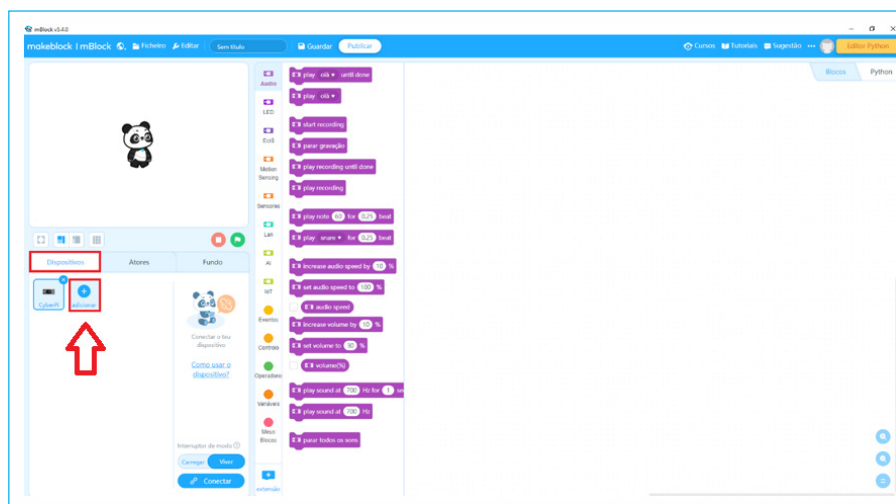 mBlock v5.4.0
makeblock | mBlock
Ficheiro
Editar
Sem título
Guardar
Publicar
Cursos
Tutoriais
Sugestão
Editor Python
Blocos
Python
Áudio
LED
Ecrã
Motion Sensing
Sensores
Lan
AI
IoT
Eventos
Controlo
Operadores
Variáveis
Meus Blocos
extensão
play olá until done
play olá
start recording
parar gravação
play recording until done
play recording
play note 60 for 0.25 beat
play snare for 0.25 beat
increase audio speed by 10 %
set audio speed to 100 %
audio speed
increase volume by 10 %
set volume to 30 %
volume(%)
play sound at 700 Hz for 1 se
play sound at 700 Hz
parar todos os sons
Dispositivos
Atores
Fundo
CyberPi
adicionar
Conectar o teu
dispositivo
Como usar o
dispositivo?
Interruptor de modo
Carregar
Viver
Conectar